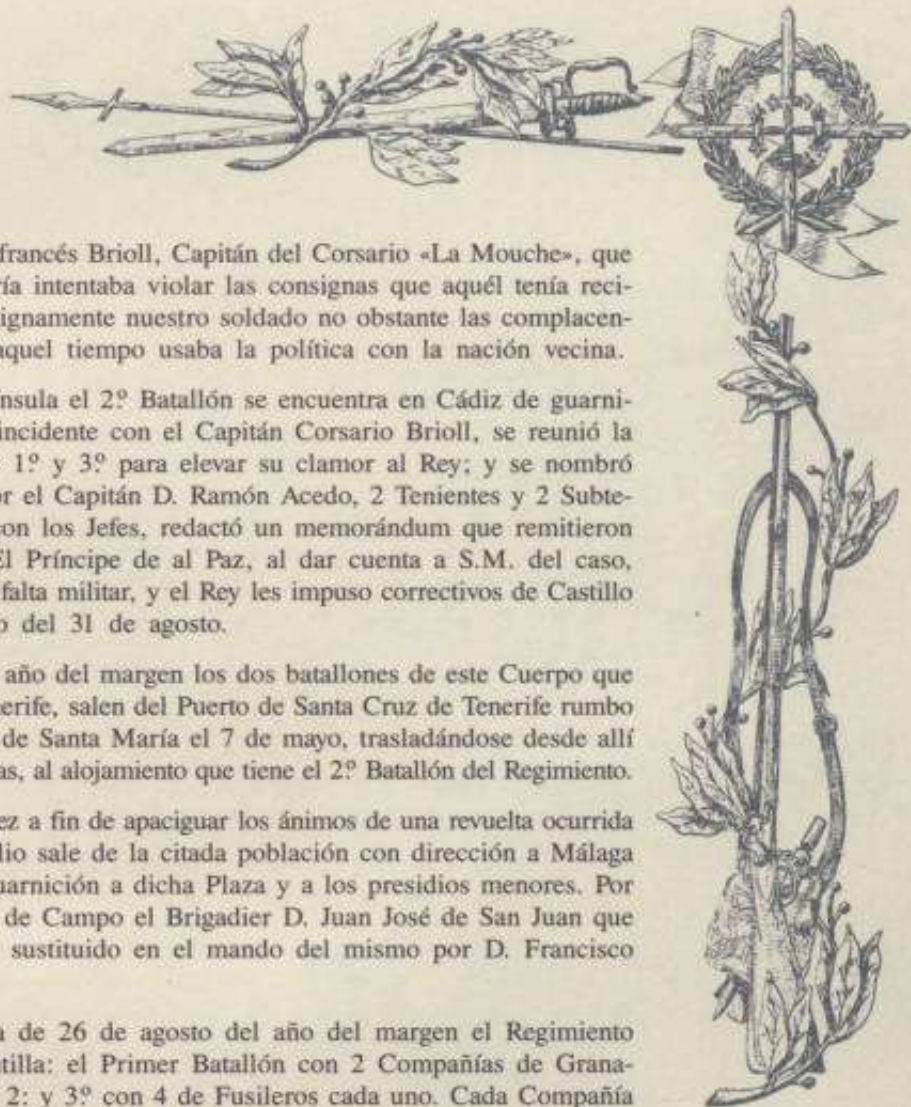 francés Brioll, Capitán del Corsario «La Mouche», que
ría intentaba violar las consignas que aquél tenía reci-
ignamente nuestro soldado no obstante las complacen-
aquel tiempo usaba la política con la nación vecina.
nsula el 2º Batallón se encuentra en Cádiz de guarni-
incidente con el Capitán Corsario Brioll, se reunió la
1º y 3º para elevar su clamor al Rey; y se nombró
or el Capitán D. Ramón Acedo, 2 Tenientes y 2 Subte-
con los Jefes, redactó un memorándum que remitieron
El Príncipe de al Paz, al dar cuenta a S.M. del caso,
falta militar, y el Rey les impuso correctivos de Castillo
o del 31 de agosto.
año del margen los dos batallones de este Cuerpo que
nerife, salen del Puerto de Santa Cruz de Tenerife rumbo
de Santa María el 7 de mayo, trasladándose desde allí
as, al alojamiento que tiene el 2º Batallón del Regimiento.
ez a fin de apaciguar los ánimos de una revuelta ocurrida
lio sale de la citada población con dirección a Málaga
uarnición a dicha Plaza y a los presidios menores. Por
de Campo el Brigadier D. Juan José de San Juan que
sustituido en el mando del mismo por D. Francisco
a de 26 de agosto del año del margen el Regimiento
ntilla: el Primer Batallón con 2 Compañías de Grana-
2: y 3º con 4 de Fusileros cada uno. Cada Compañía